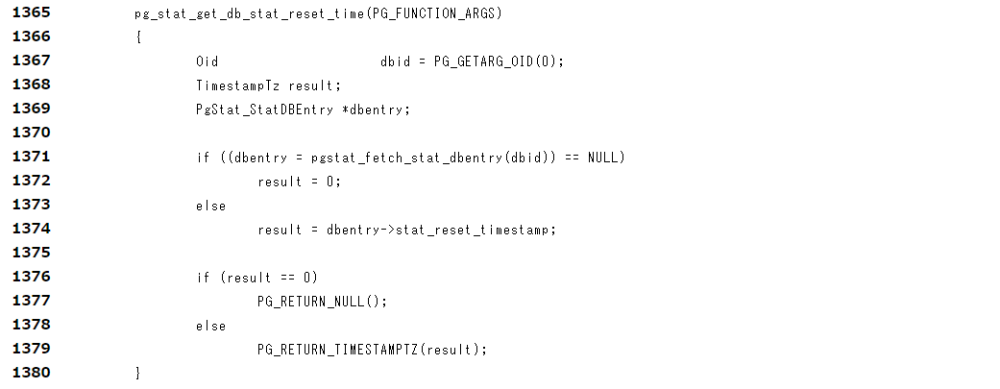 1365 pg_stat_get_db_stat_reset_time(PG_FUNCTION_ARGS)
1366 {
1367 Oid dbid = PG_GETARG_OID(0);
1368 TimestampTz result;
1369 PgStat_StatDBEntry *dbentry;
1370
1371 if ((dbentry = pgstat_fetch_stat_dbentry(dbid)) == NULL)
1372 result = 0;
1373 else
1374 result = dbentry->stat_reset_timestamp;
1375
1376 if (result == 0)
1377 PG_RETURN_NULL();
1378 else
1379 PG_RETURN_TIMESTAMPTZ(result);
1380 }